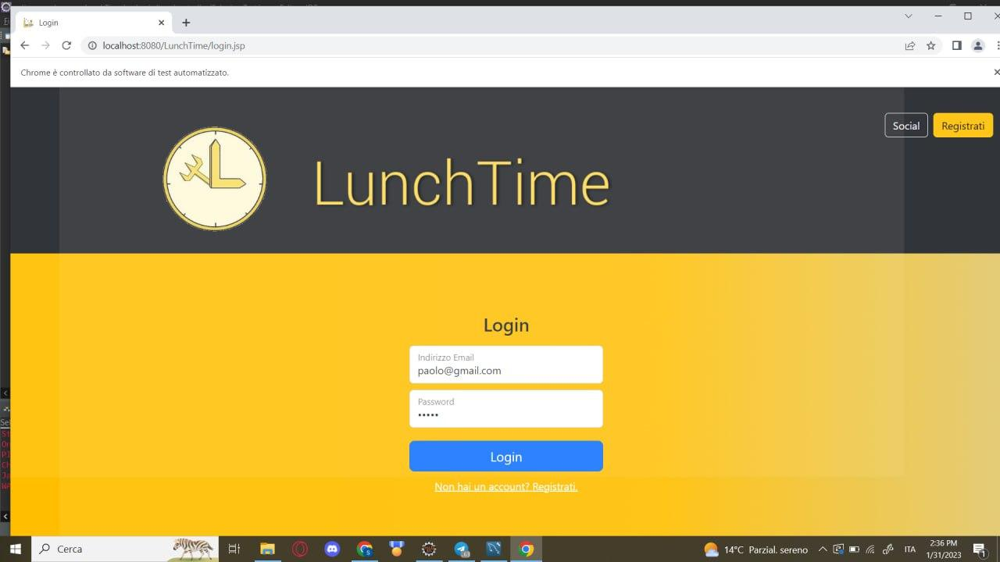 Login
localhost:8080/LunchTime/login.jsp
Chrome è controllato da software di test automatizzato.
Social
Registrati
LunchTime
Login
Indirizzo Email
paolo@gmail.com
Password
•••••
Login
Non hai un account? Registrati.
Cerca
14°C Parzial. sereno
ITA
2:36 PM
1/31/2023